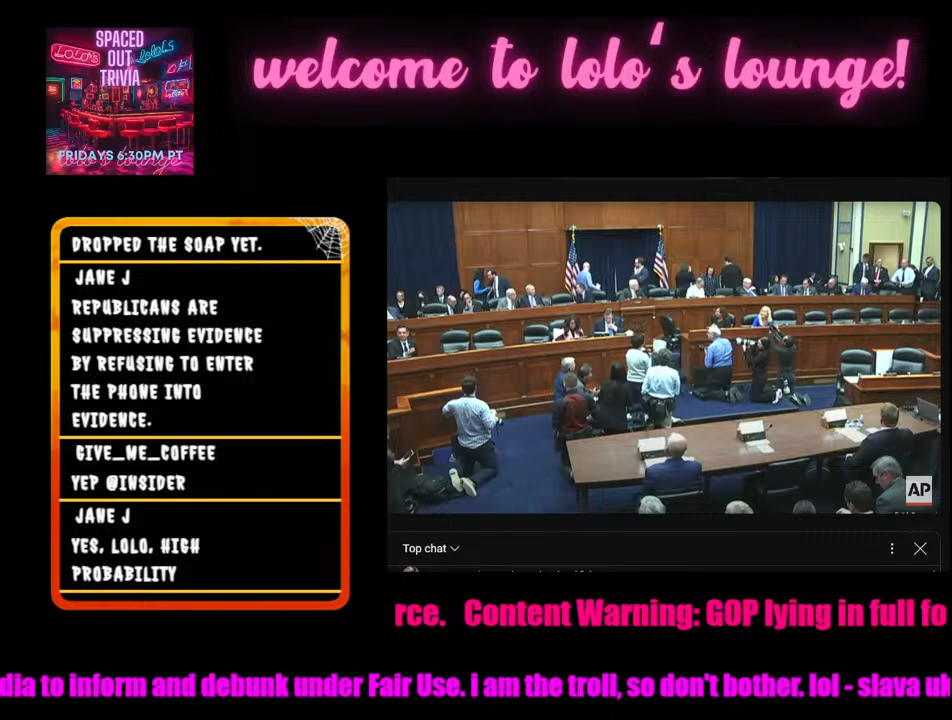 SPACED
OUT
TRIVIA
LOLO'S
FRIDAYS 6:30PM PT
lolo's lounge
welcome to lolo's lounge!
DROPPED THE SOAP YET.
JANE J
REPUBLICANS ARE
SUPPRESSING EVIDENCE
BY REFUSING TO ENTER
THE PHONE INTO
EVIDENCE.
GIVE_ME_COFFEE
YEP @INSIDER
JANE J
YES, LOLO, HIGH
PROBABILITY
AP
Top chat
rce. Content Warning: GOP lying in full fo
dia to inform and debunk under Fair Use. i am the troll, so don't bother. lol - slava uk